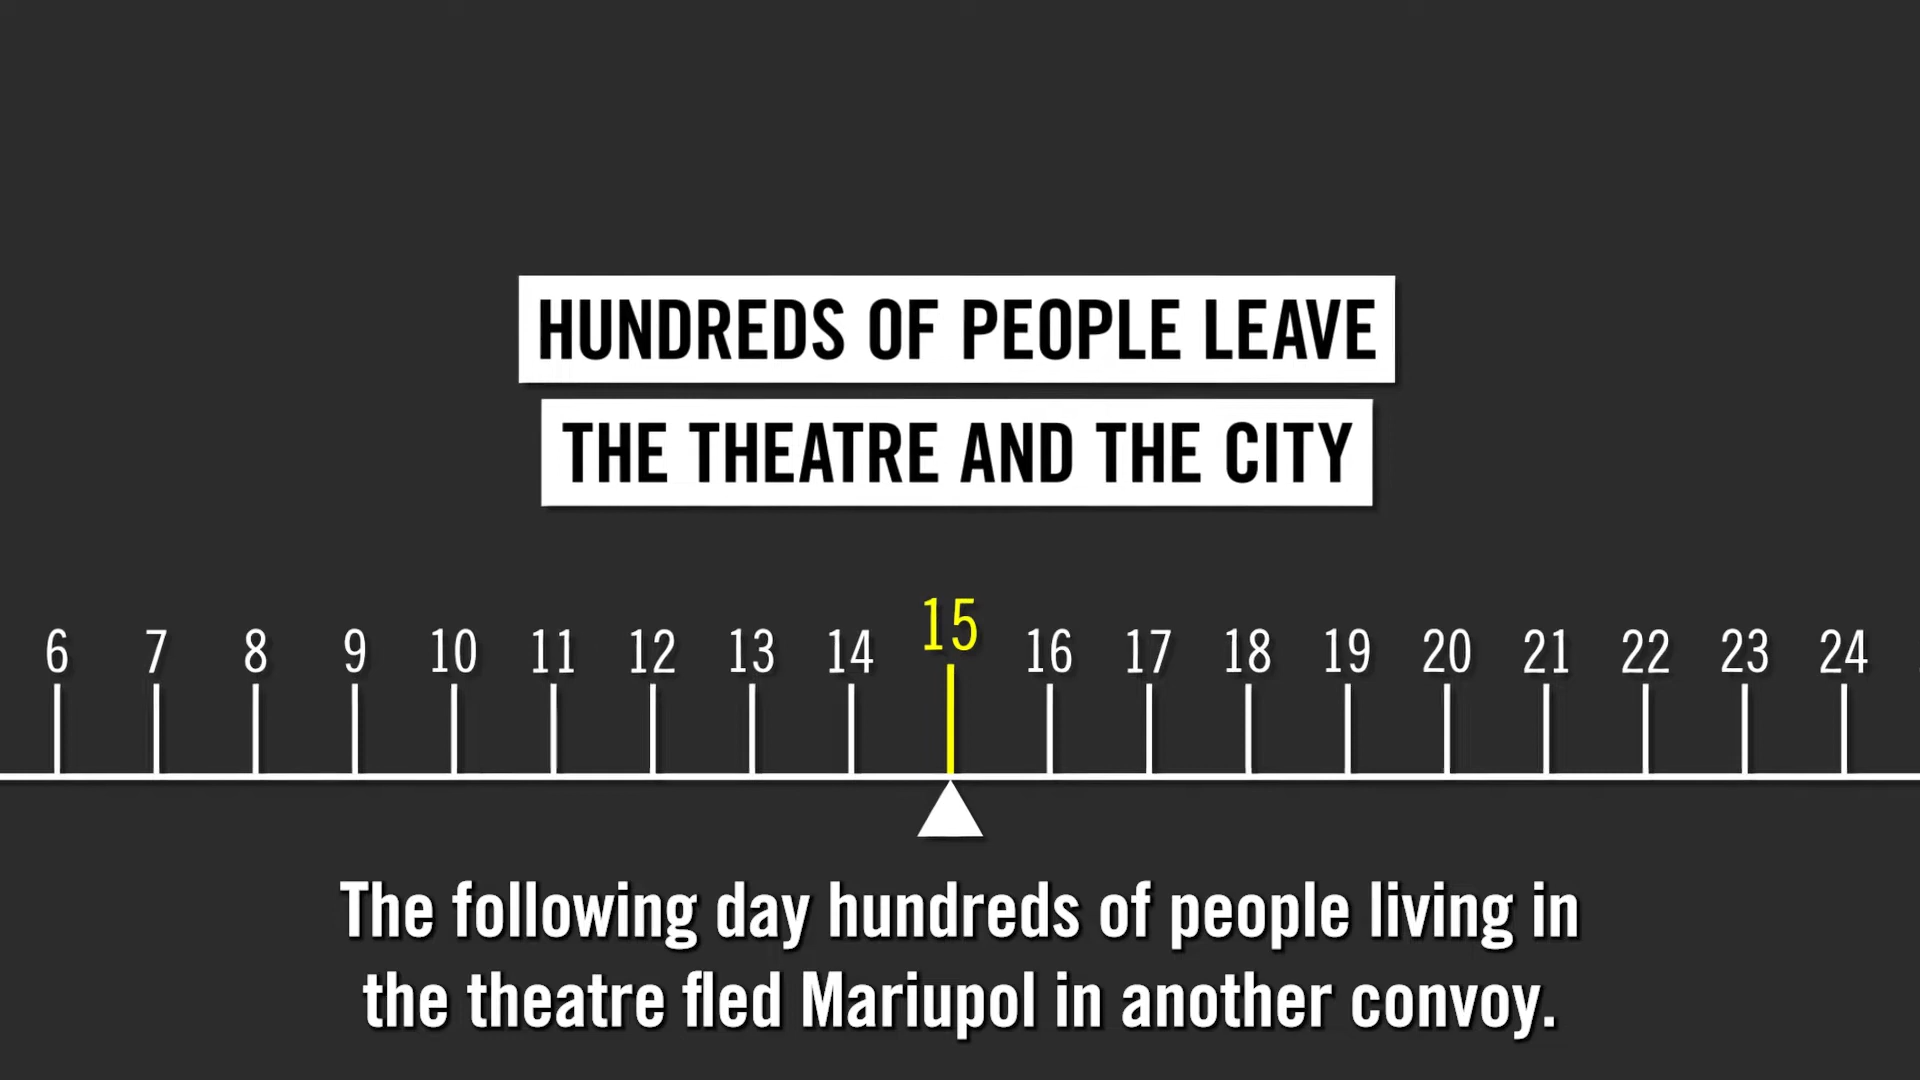 HUNDREDS OF PEOPLE LEAVE
THE THEATRE AND THE CITY
6 7 8 9 10 11 12 13 14 15 16 17 18 19 20 21 22 23 24
The following day hundreds of people living in
the theatre fled Mariupol in another convoy.